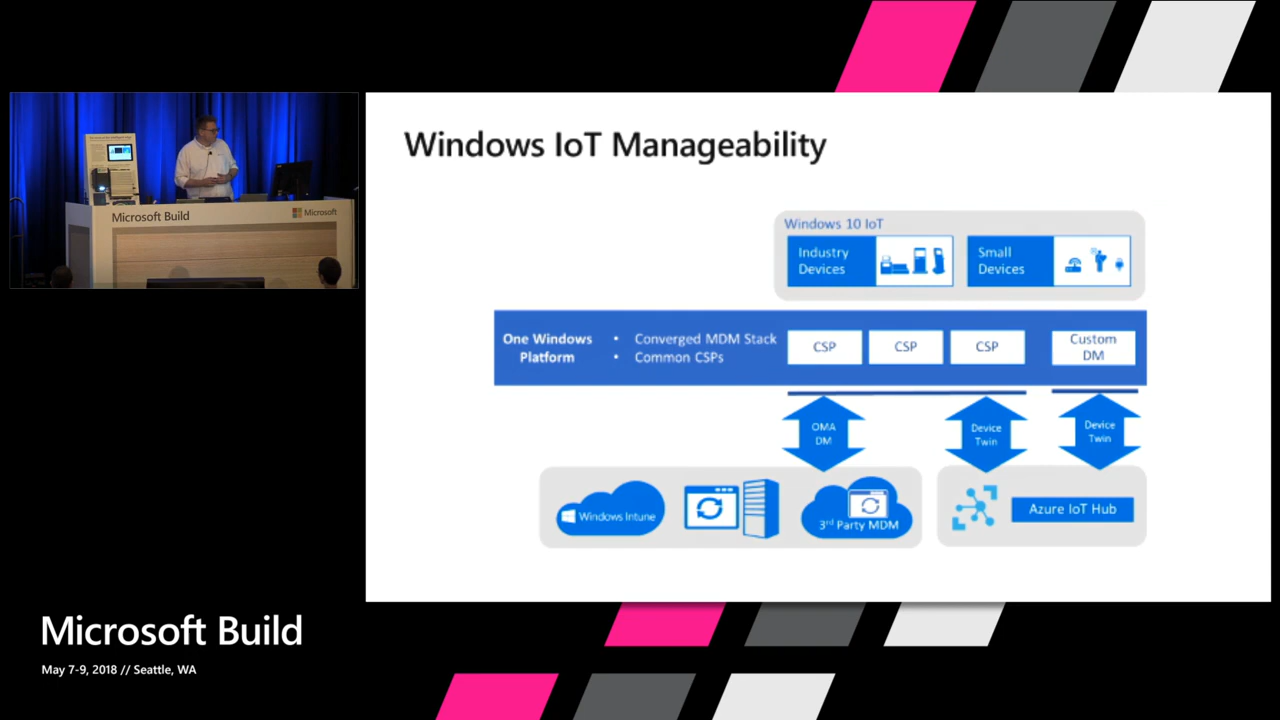 Microsoft Build
Microsoft
Windows IoT Manageability
Windows 10 IoT
Industry
Devices
Small
Devices
One Windows
Platform
• Converged MDM Stack
• Common CSPs
CSP
CSP
CSP
Custom
DM
OMA
DM
Device
Twin
Device
Twin
Windows Intune
3rd Party MDM
Azure IoT Hub
Microsoft Build
May 7-9, 2018 // Seattle, WA